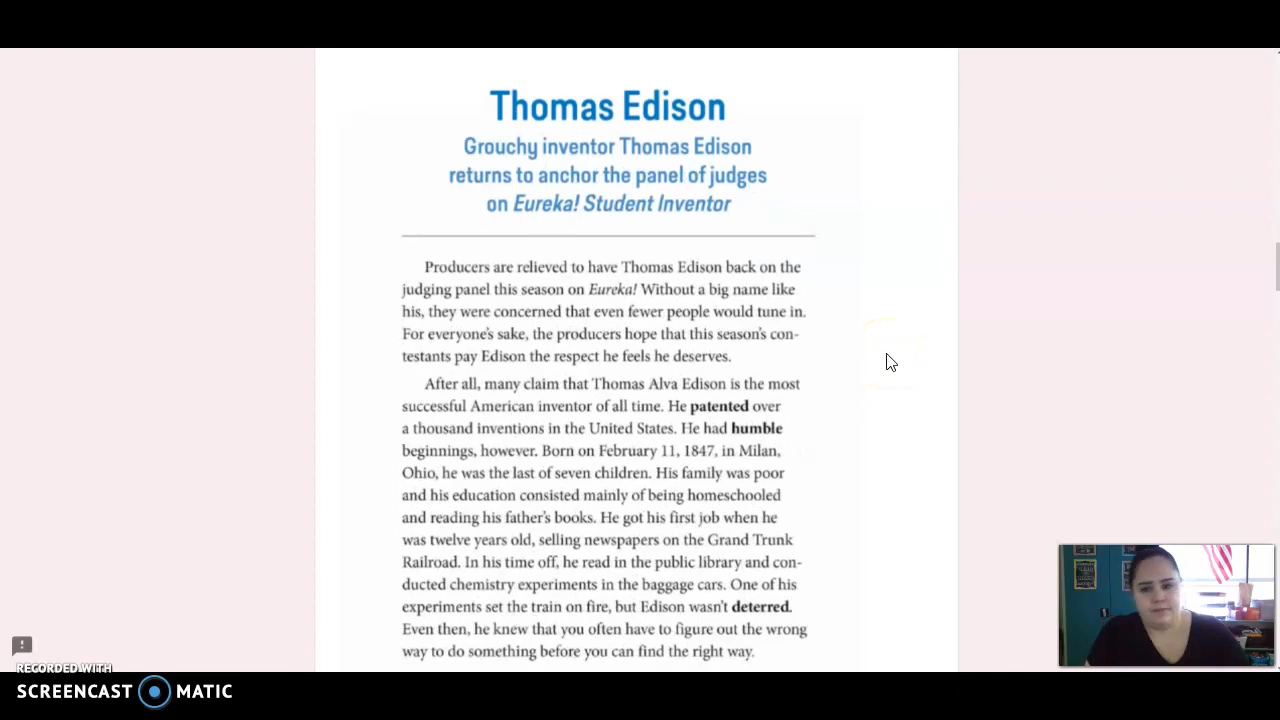 Thomas Edison
Grouchy inventor Thomas Edison
returns to anchor the panel of judges
on Eureka! Student Inventor
Producers are relieved to have Thomas Edison back on the
judging panel this season on Eureka! Without a big name like
his, they were concerned that even fewer people would tune in.
For everyone's sake, the producers hope that this season's con-
testants pay Edison the respect he feels he deserves.
After all, many claim that Thomas Alva Edison is the most
successful American inventor of all time. He patented over
a thousand inventions in the United States. He had humble
beginnings, however. Born on February 11, 1847, in Milan,
Ohio, he was the last of seven children. His family was poor
and his education consisted mainly of being homeschooled
and reading his father's books. He got his first job when he
was twelve years old, selling newspapers on the Grand Trunk
Railroad. In his time off, he read in the public library and con-
ducted chemistry experiments in the baggage cars. One of his
experiments set the train on fire, but Edison wasn't deterred.
Even then, he knew that you often have to figure out the wrong
way to do something before you can find the right way.
RECORDED WITH
SCREENCAST MATIC